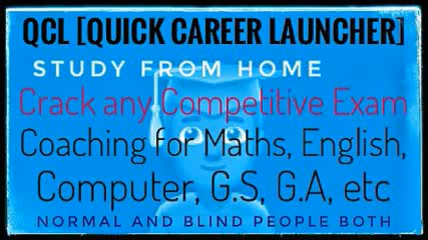 QCL [QUICK CAREER LAUNCHER]
STUDY FROM HOME
Crack any Competitive Exam
Coaching for Maths, English,
Computer, G.S, G.A, etc
NORMAL AND BLIND PEOPLE BOTH